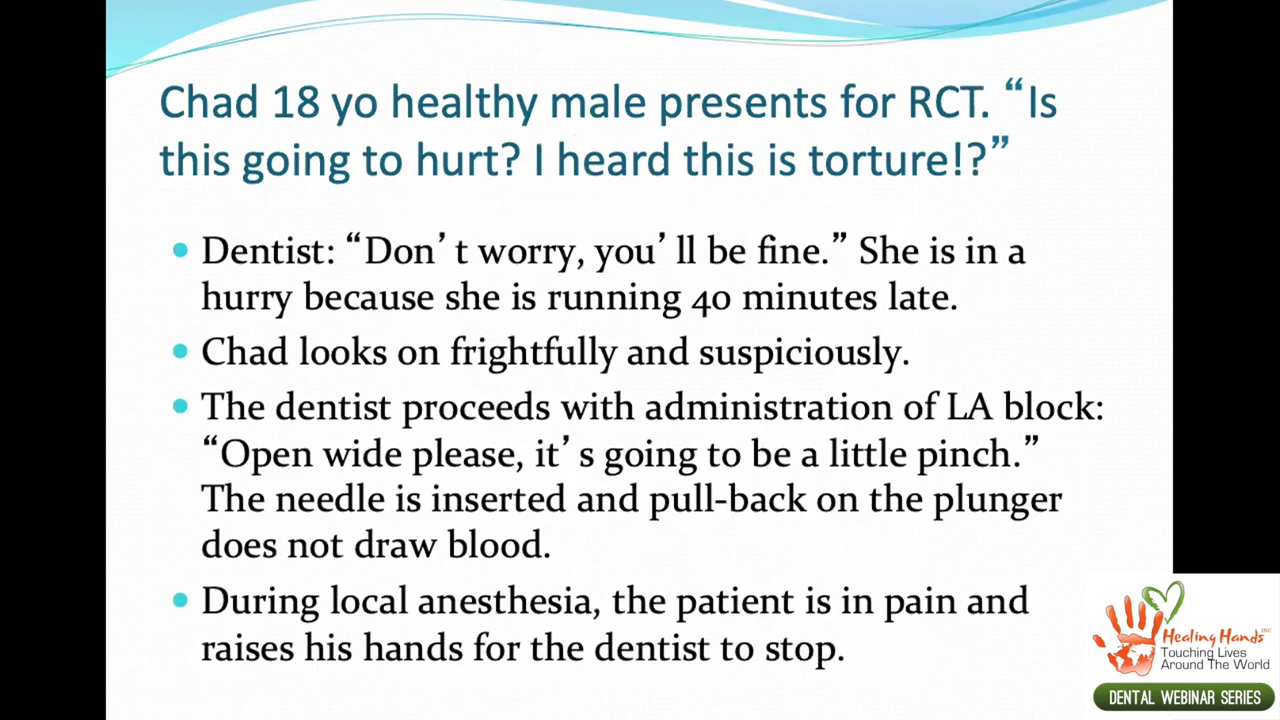 Chad 18 yo healthy male presents for RCT. “Is
this going to hurt? I heard this is torture!?”
Dentist: “Don’t worry, you’ll be fine.” She is in a
hurry because she is running 40 minutes late.
Chad looks on frightfully and suspiciously.
The dentist proceeds with administration of LA block:
“Open wide please, it’s going to be a little pinch.”
The needle is inserted and pull-back on the plunger
does not draw blood.
During local anesthesia, the patient is in pain and
raises his hands for the dentist to stop.
Healing Hands INC
Touching Lives
Around The World
DENTAL WEBINAR SERIES